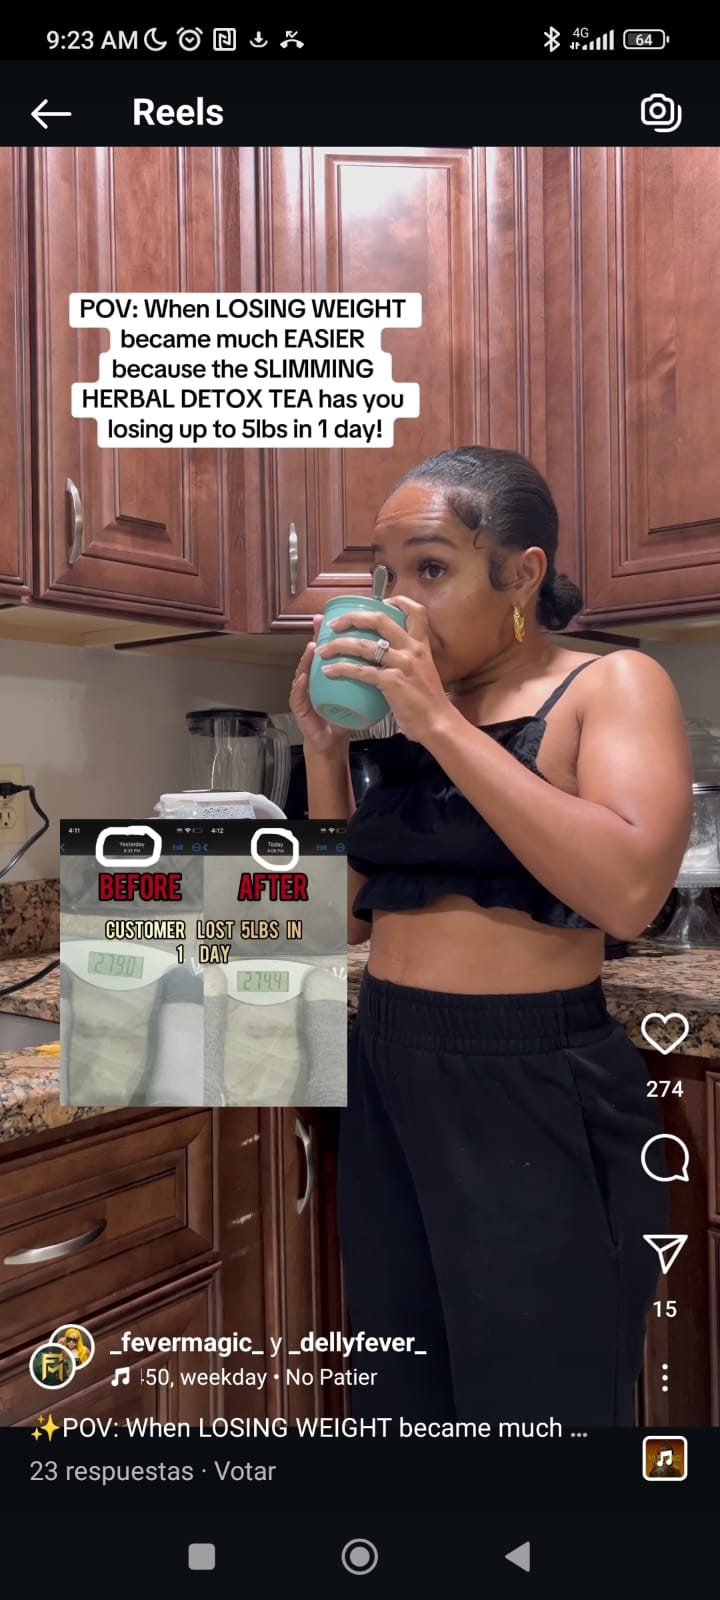 9:23 AM
4G
64
Reels
POV: When LOSING WEIGHT
became much EASIER
because the SLIMMING
HERBAL DETOX TEA has you
losing up to 5lbs in 1 day!
4:11
4:12
Yesterday
Edit
Today
Edit
BEFORE
AFTER
CUSTOMER LOST 5LBS IN
1 DAY
279.0
274.4
274
15
_fevermagic_ y _dellyfever_
50, weekday • No Patier
✨POV: When LOSING WEIGHT became much ...
23 respuestas · Votar